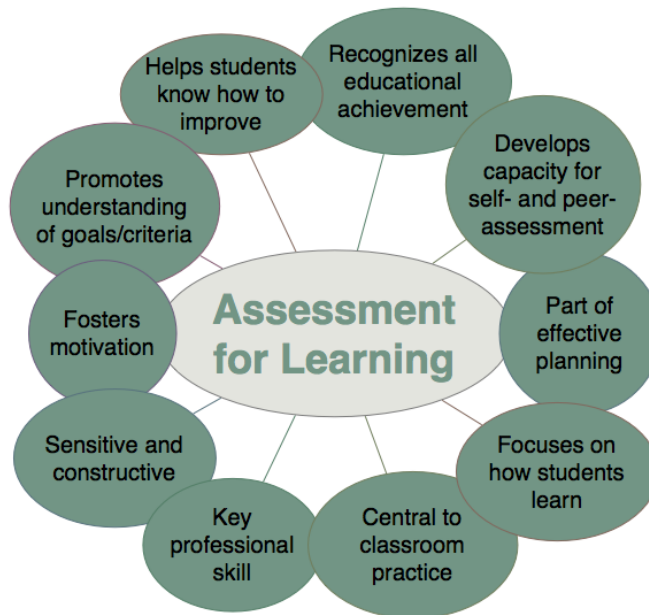 Assessment
for Learning
Recognizes all
educational
achievement
Develops
capacity for
self- and peer-
assessment
Part of
effective
planning
Focuses on
how students
learn
Central to
classroom
practice
Key
professional
skill
Sensitive and
constructive
Fosters
motivation
Promotes
understanding
of goals/criteria
Helps students
know how to
improve